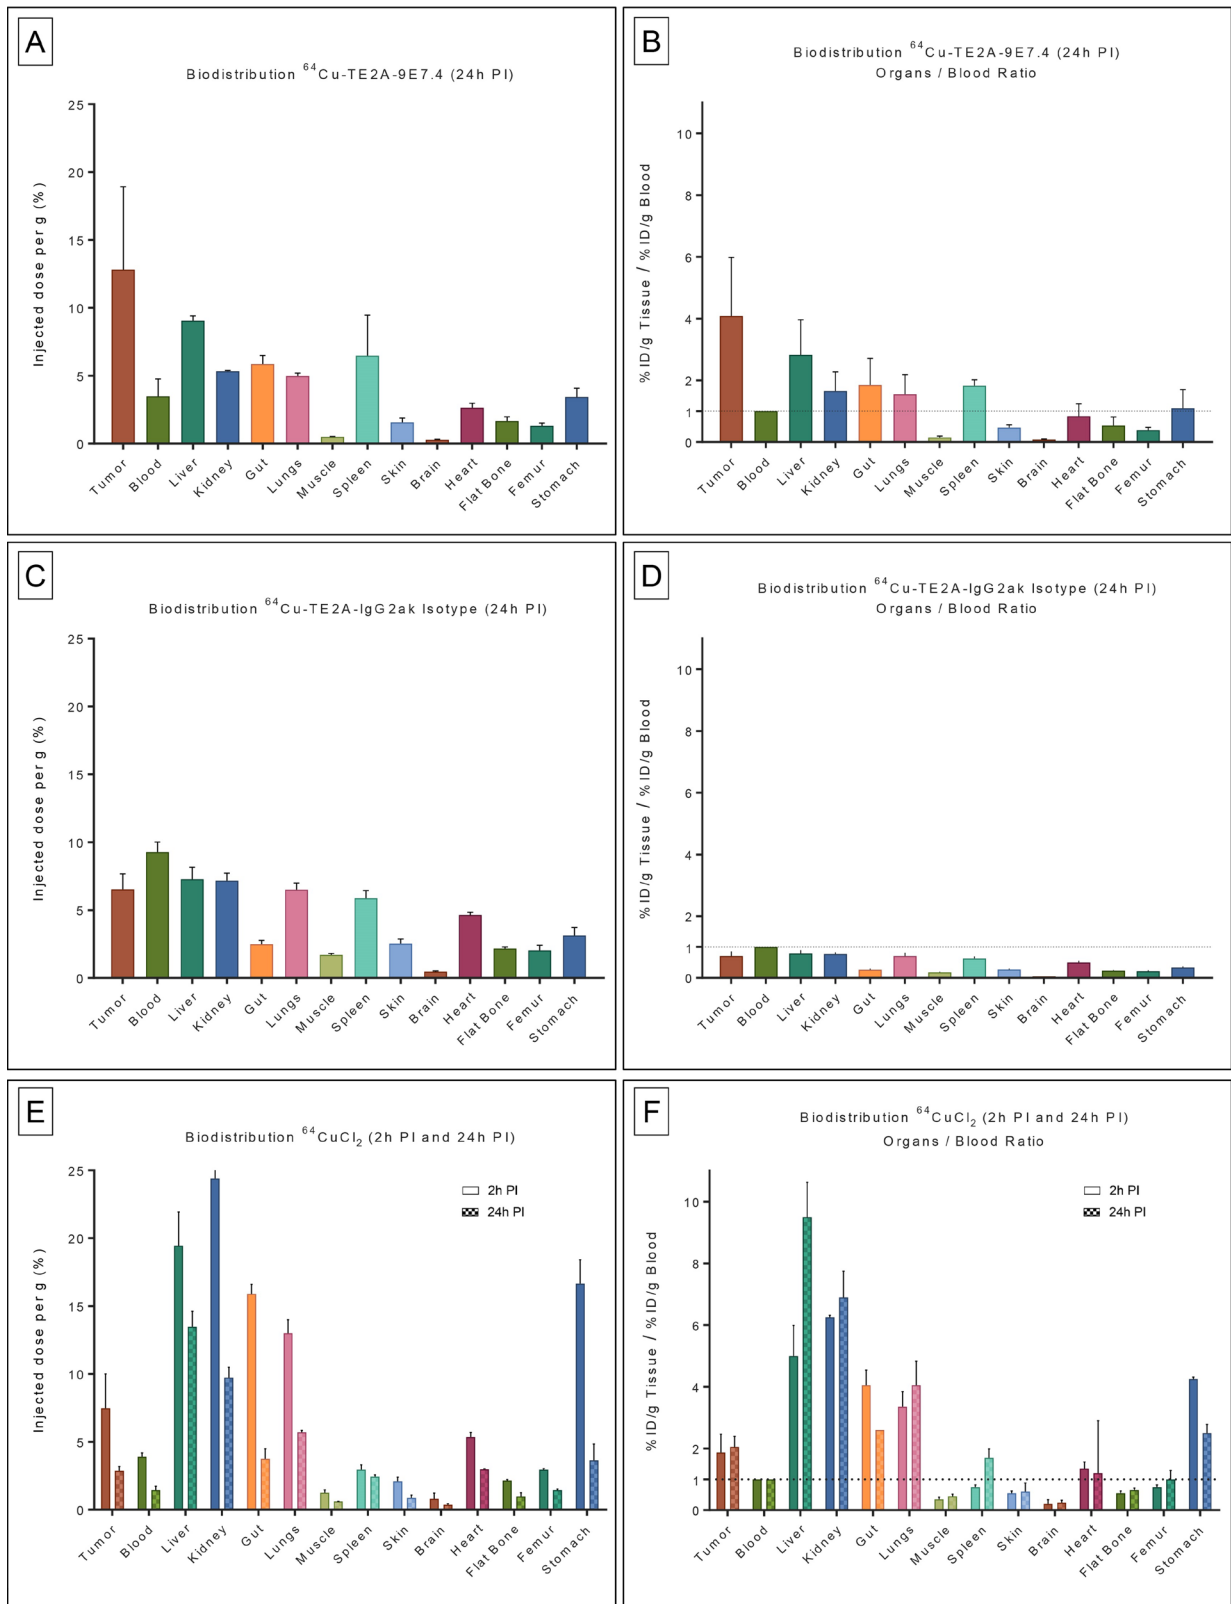 A
Biodistribution ⁶⁴Cu-TE2A-9E7.4 (24h PI)
Injected dose per g (%)
25
20
15
10
5
0
Tumor
Blood
Liver
Kidney
Gut
Lungs
Muscle
Spleen
Skin
Brain
Heart
Flat Bone
Femur
Stomach
B
Biodistribution ⁶⁴Cu-TE2A-9E7.4 (24h PI)
Organs / Blood Ratio
%ID/g Tissue / %ID/g Blood
10
8
6
4
2
1
0
Tumor
Blood
Liver
Kidney
Gut
Lungs
Muscle
Spleen
Skin
Brain
Heart
Flat Bone
Femur
Stomach
C
Biodistribution ⁶⁴Cu-TE2A-IgG2ak Isotype (24h PI)
Injected dose per g (%)
25
20
15
10
5
0
Tumor
Blood
Liver
Kidney
Gut
Lungs
Muscle
Spleen
Skin
Brain
Heart
Flat Bone
Femur
Stomach
D
Biodistribution ⁶⁴Cu-TE2A-IgG2ak Isotype (24h PI)
Organs / Blood Ratio
%ID/g Tissue / %ID/g Blood
10
8
6
4
2
1
0
Tumor
Blood
Liver
Kidney
Gut
Lungs
Muscle
Spleen
Skin
Brain
Heart
Flat Bone
Femur
Stomach
E
Biodistribution ⁶⁴CuCl₂ (2h PI and 24h PI)
Injected dose per g (%)
25
20
15
10
5
0
2h PI
24h PI
Tumor
Blood
Liver
Kidney
Gut
Lungs
Muscle
Spleen
Skin
Brain
Heart
Flat Bone
Femur
Stomach
F
Biodistribution ⁶⁴CuCl₂ (2h PI and 24h PI)
Organs / Blood Ratio
%ID/g Tissue / %ID/g Blood
10
8
6
4
2
1
0
2h PI
24h PI
Tumor
Blood
Liver
Kidney
Gut
Lungs
Muscle
Spleen
Skin
Brain
Heart
Flat Bone
Femur
Stomach